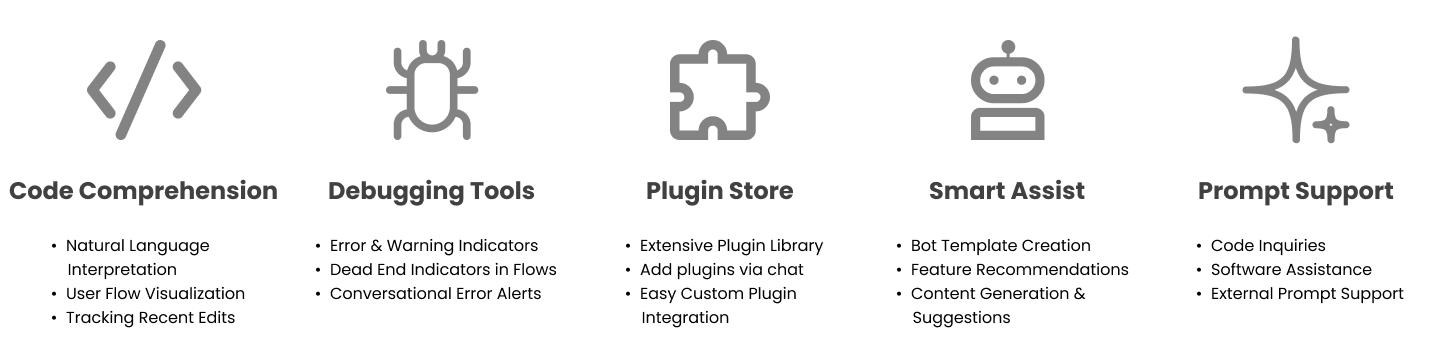 Code Comprehension
• Natural Language
Interpretation
• User Flow Visualization
• Tracking Recent Edits
Debugging Tools
• Error & Warning Indicators
• Dead End Indicators in Flows
• Conversational Error Alerts
Plugin Store
• Extensive Plugin Library
• Add plugins via chat
• Easy Custom Plugin
Integration
Smart Assist
• Bot Template Creation
• Feature Recommendations
• Content Generation &
Suggestions
Prompt Support
• Code Inquiries
• Software Assistance
• External Prompt Support